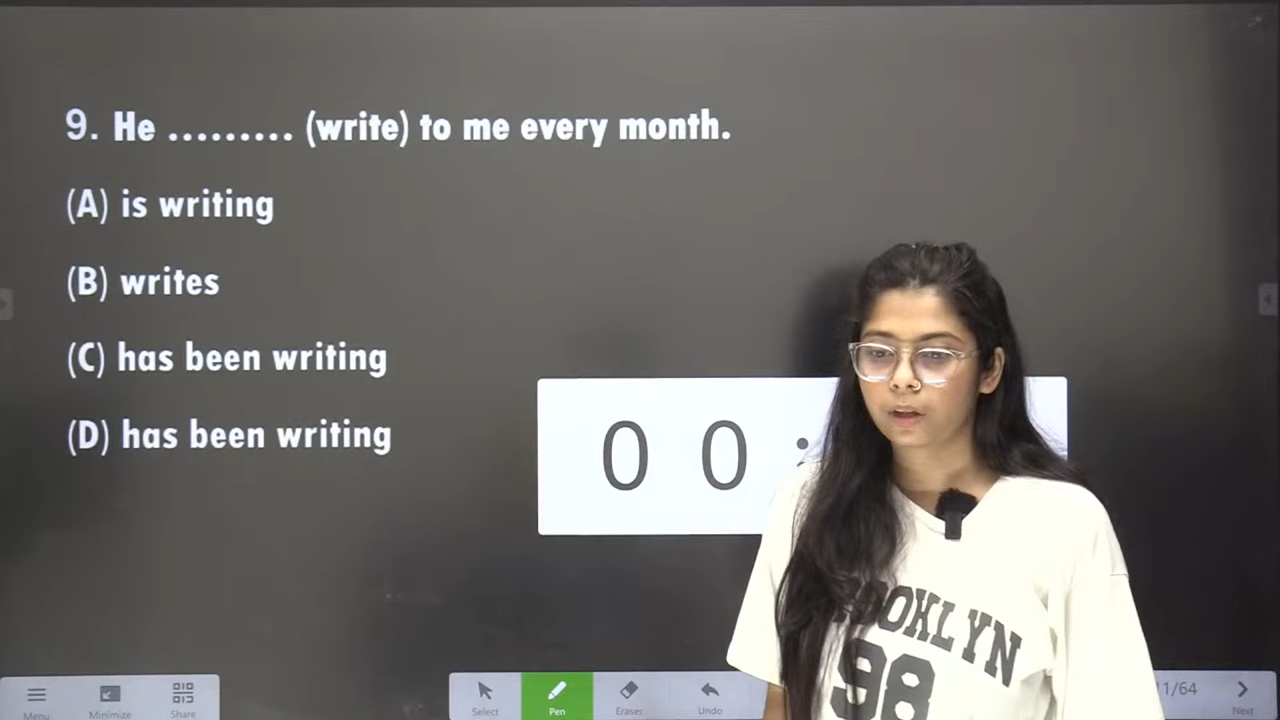 9. He ......... (write) to me every month.
(A) is writing
(B) writes
(C) has been writing
(D) has been writing
0 0 :
OOKLYN
98
Menu
Minimize
Share
Select
Pen
Eraser
Undo
1/64
Next